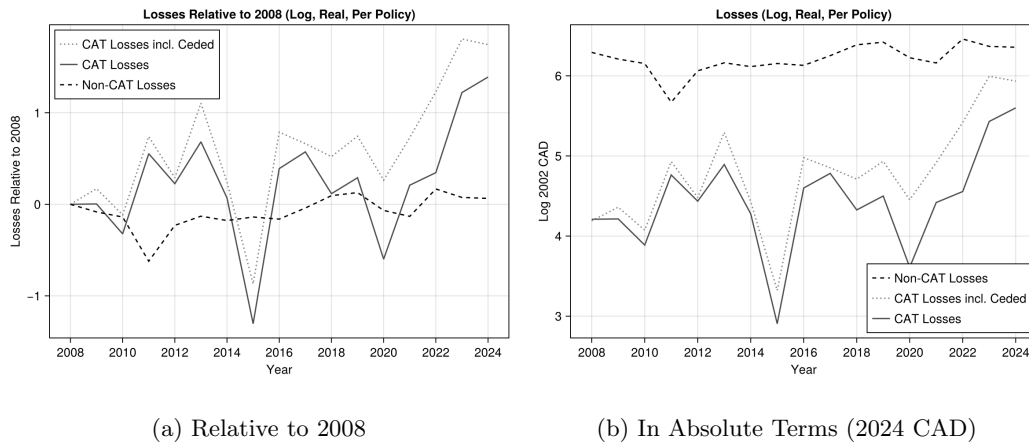 Losses Relative to 2008 (Log, Real, Per Policy)
CAT Losses incl. Ceded
CAT Losses
Non-CAT Losses
Losses Relative to 2008
1
0
−1
2008 2010 2012 2014 2016 2018 2020 2022 2024
Year
(a) Relative to 2008
Losses (Log, Real, Per Policy)
Log 2002 CAD
6
5
4
3
Non-CAT Losses
CAT Losses incl. Ceded
CAT Losses
2008 2010 2012 2014 2016 2018 2020 2022 2024
Year
(b) In Absolute Terms (2024 CAD)